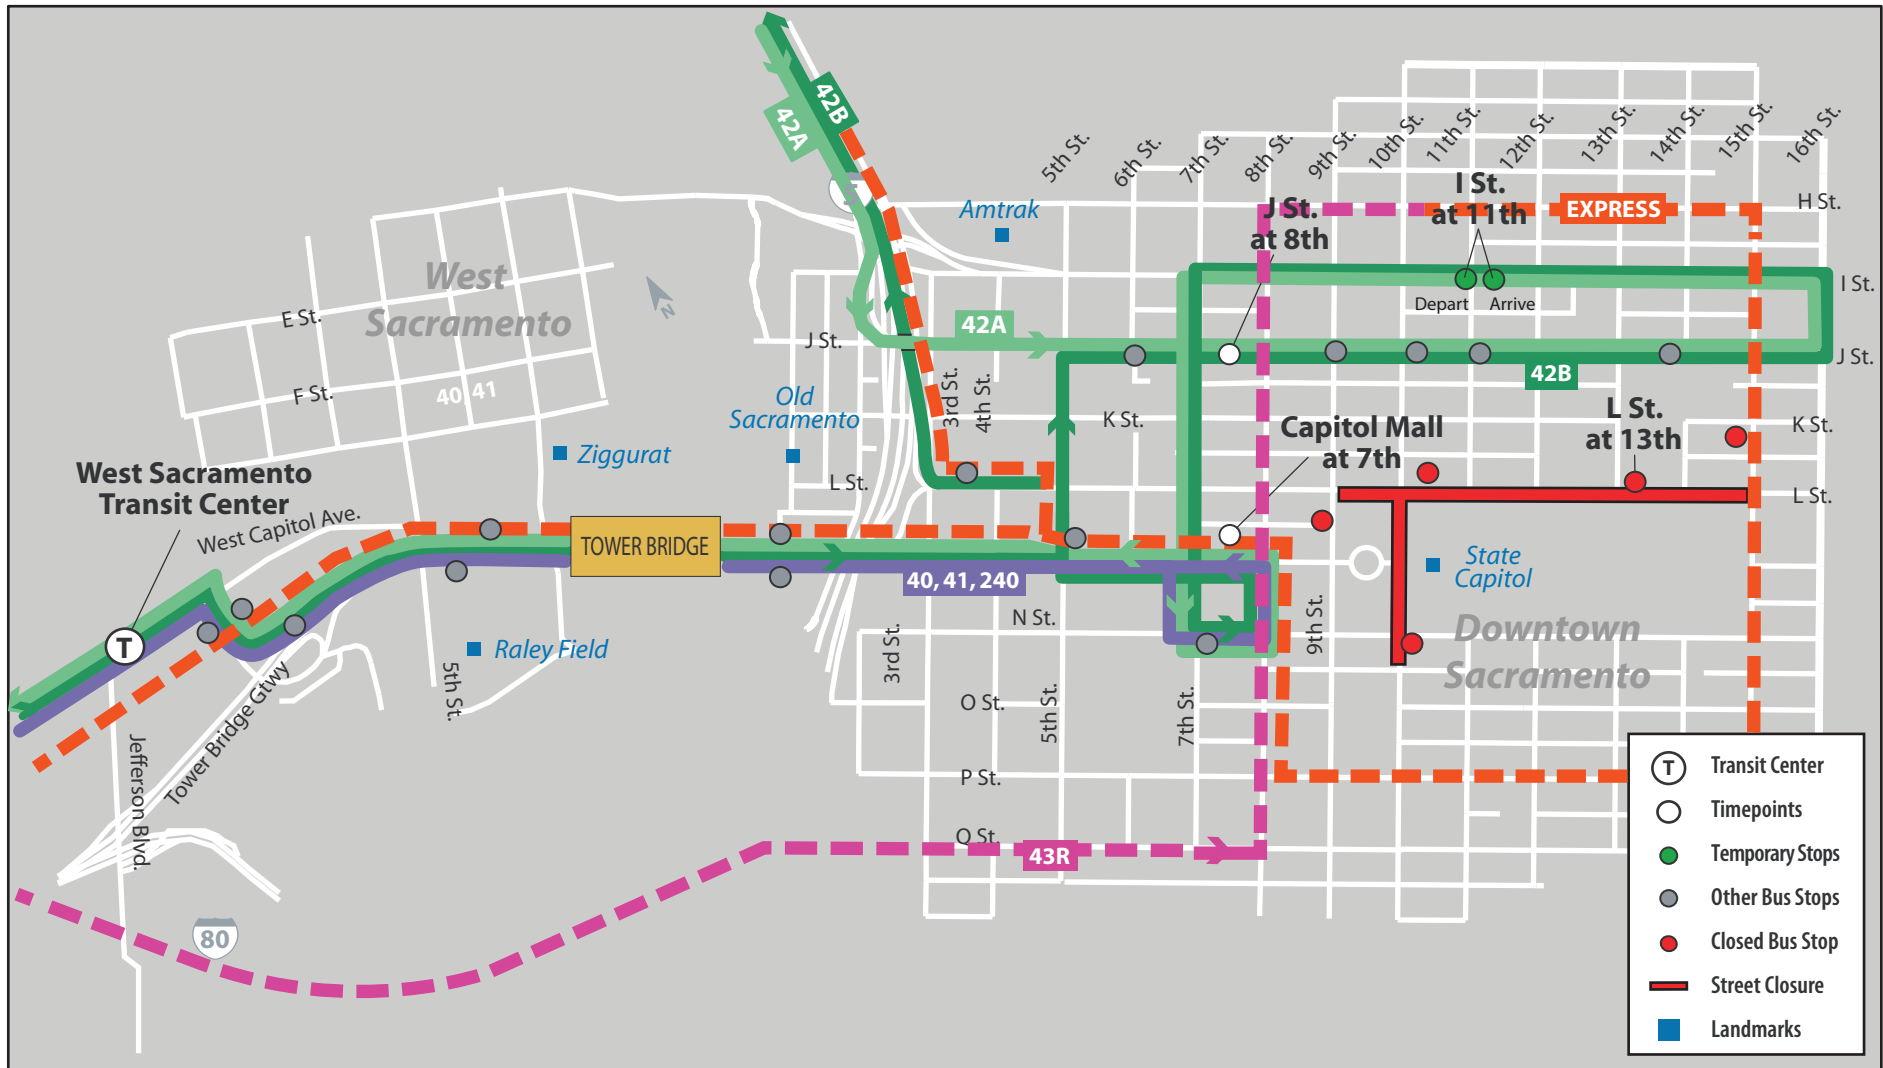 42B
42A
5
5th St.
6th St.
7th St.
8th St.
9th St.
10th St.
11th St.
12th St.
13th St.
14th St.
15th St.
16th St.
H St.
EXPRESS
I St.
at 11th
J St.
at 8th
Amtrak
West
Sacramento
N
E St.
F St.
40, 41
I St.
Depart
Arrive
42A
J St.
J St.
42B
3rd St.
4th St.
Old
Sacramento
K St.
K St.
Capitol Mall
at 7th
L St.
at 13th
Ziggurat
West Sacramento
Transit Center
L St.
L St.
West Capitol Ave.
TOWER BRIDGE
40, 41, 240
State
Capitol
N St.
9th St.
Downtown
Sacramento
T
Raley Field
3rd St.
5th St.
5th St.
7th St.
O St.
Tower Bridge Gtwy
Jefferson Blvd.
P St.
Q St.
43R
80
T
Transit Center
Timepoints
Temporary Stops
Other Bus Stops
Closed Bus Stop
Street Closure
Landmarks